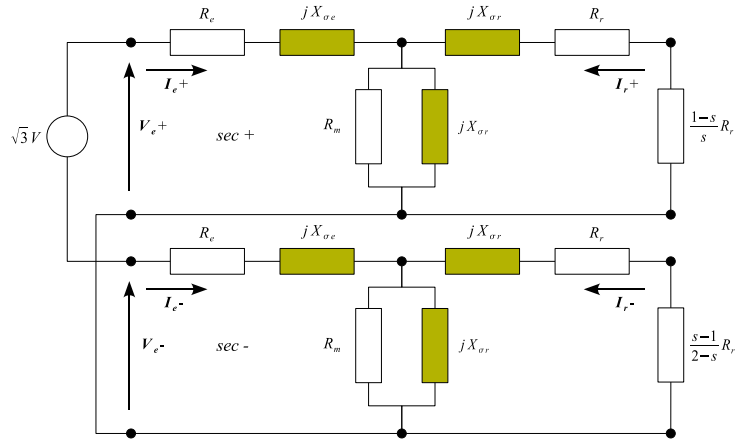 R_e jX_σe jX_σr R_r
I_e+ I_r+
√3V V_e+ sec + R_m jX_σr (1−s)/s R_r
R_e jX_σe jX_σr R_r
I_e- I_r-
V_e- sec - R_m jX_σr (s−1)/(2−s) R_r